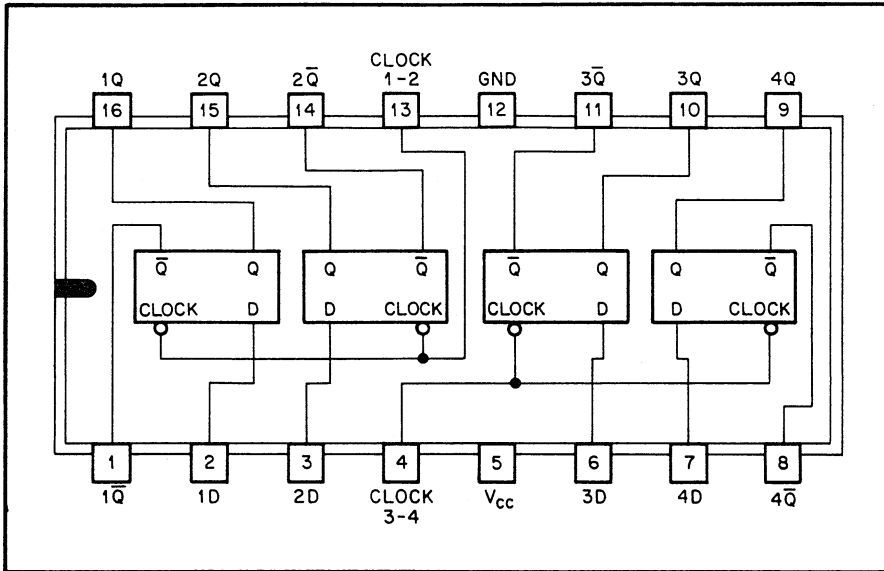 1Q 2Q 2Q̅ CLOCK 1-2 GND 3Q̅ 3Q 4Q
16 15 14 13 12 11 10 9
Q̅ Q Q Q̅ Q̅ Q Q Q̅
CLOCK D D CLOCK CLOCK D D CLOCK
1 2 3 4 5 6 7 8
1Q̅ 1D 2D CLOCK 3-4 VCC 3D 4D 4Q̅